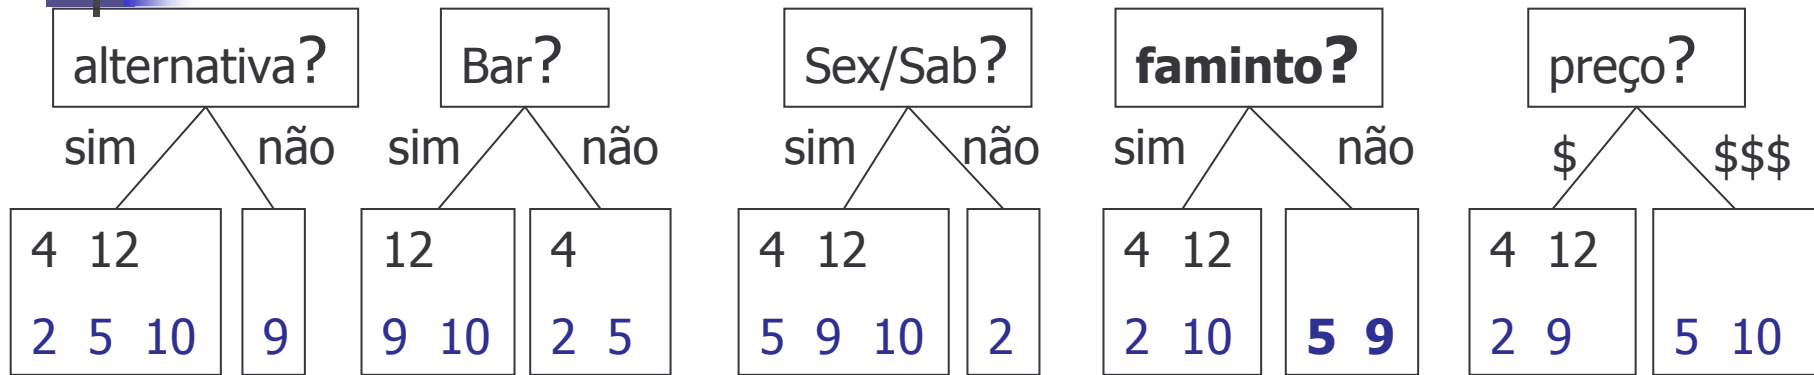 alternativa? Bar? Sex/Sab? faminto? preço?
sim não sim não sim não sim não $ $$$
4 12 12 4 4 12 4 12 4 12
2 5 10 9 9 10 2 5 5 9 10 2 2 10 5 9 2 9 5 10